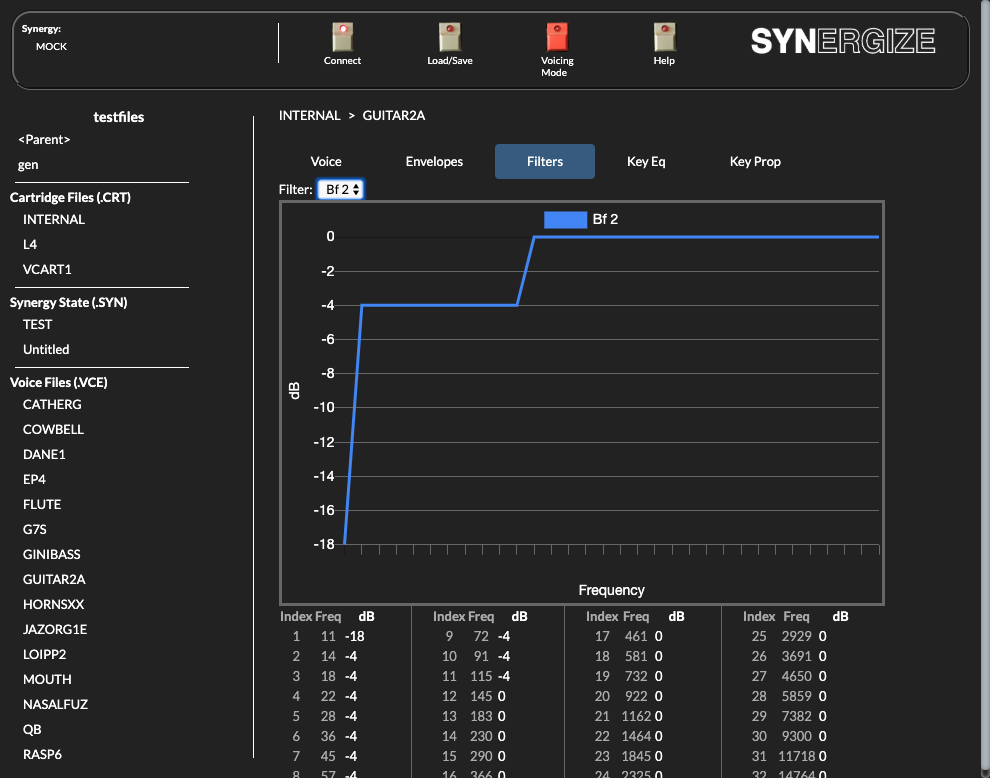 Synergy:
MOCK
Connect
Load/Save
Voicing
Mode
Help
SYNERGIZE
testfiles
<Parent>
gen
Cartridge Files (.CRT)
INTERNAL
L4
VCART1
Synergy State (.SYN)
TEST
Untitled
Voice Files (.VCE)
CATHERG
COWBELL
DANE1
EP4
FLUTE
G7S
GINIBASS
GUITAR2A
HORNSXX
JAZORG1E
LOIPP2
MOUTH
NASALFUZ
QB
RASP6
INTERNAL > GUITAR2A
Voice Envelopes Filters Key Eq Key Prop
Filter: Bf 2
Bf 2
0
-2
-4
-6
-8
-10
-12
-14
-16
-18
dB
Frequency
Index Freq dB Index Freq dB Index Freq dB Index Freq dB
1 11 -18 9 72 -4 17 461 0 25 2929 0
2 14 -4 10 91 -4 18 581 0 26 3691 0
3 18 -4 11 115 -4 19 732 0 27 4650 0
4 22 -4 12 145 0 20 922 0 28 5859 0
5 28 -4 13 183 0 21 1162 0 29 7382 0
6 36 -4 14 230 0 22 1464 0 30 9300 0
7 45 -4 15 290 0 23 1845 0 31 11718 0
8 57 -4 16 366 0 24 2325 0 32 14764 0